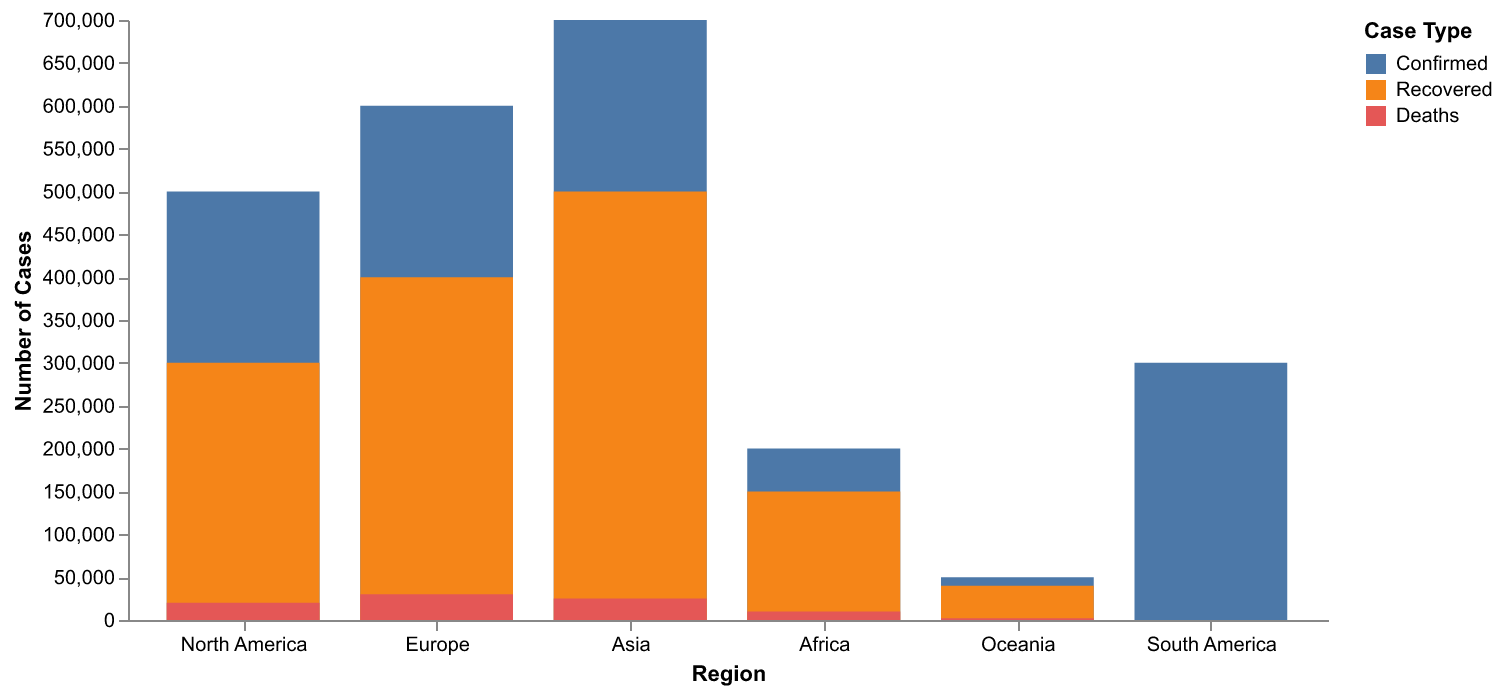 700,000
650,000
600,000
550,000
500,000
450,000
400,000
350,000
300,000
250,000
200,000
150,000
100,000
50,000
0
Number of Cases
North America
Europe
Asia
Africa
Oceania
South America
Region
Case Type
Confirmed
Recovered
Deaths